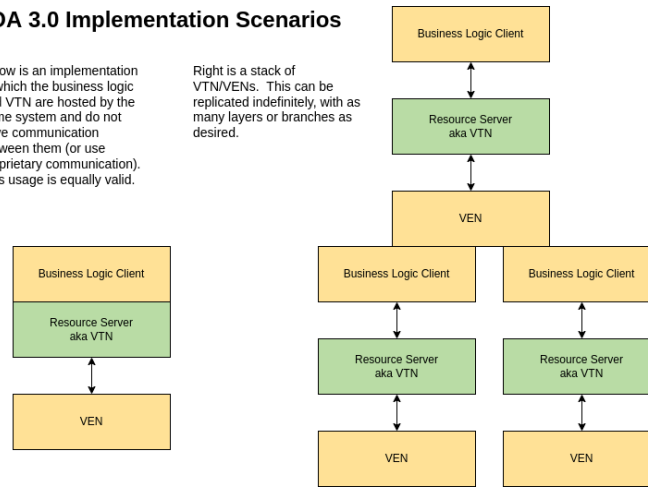 DA 3.0 Implementation Scenarios
ow is an implementation
which the business logic
VTN are hosted by the
me system and do not
e communication
ween them (or use
prietary communication).
s usage is equally valid.
Right is a stack of
VTN/VENs.  This can be
replicated indefinitely, with as
many layers or branches as
desired.
Business Logic Client
Resource Server
aka VTN
VEN
Business Logic Client
Resource Server
aka VTN
VEN
Business Logic Client
Resource Server
aka VTN
VEN
Business Logic Client
Resource Server
aka VTN
VEN